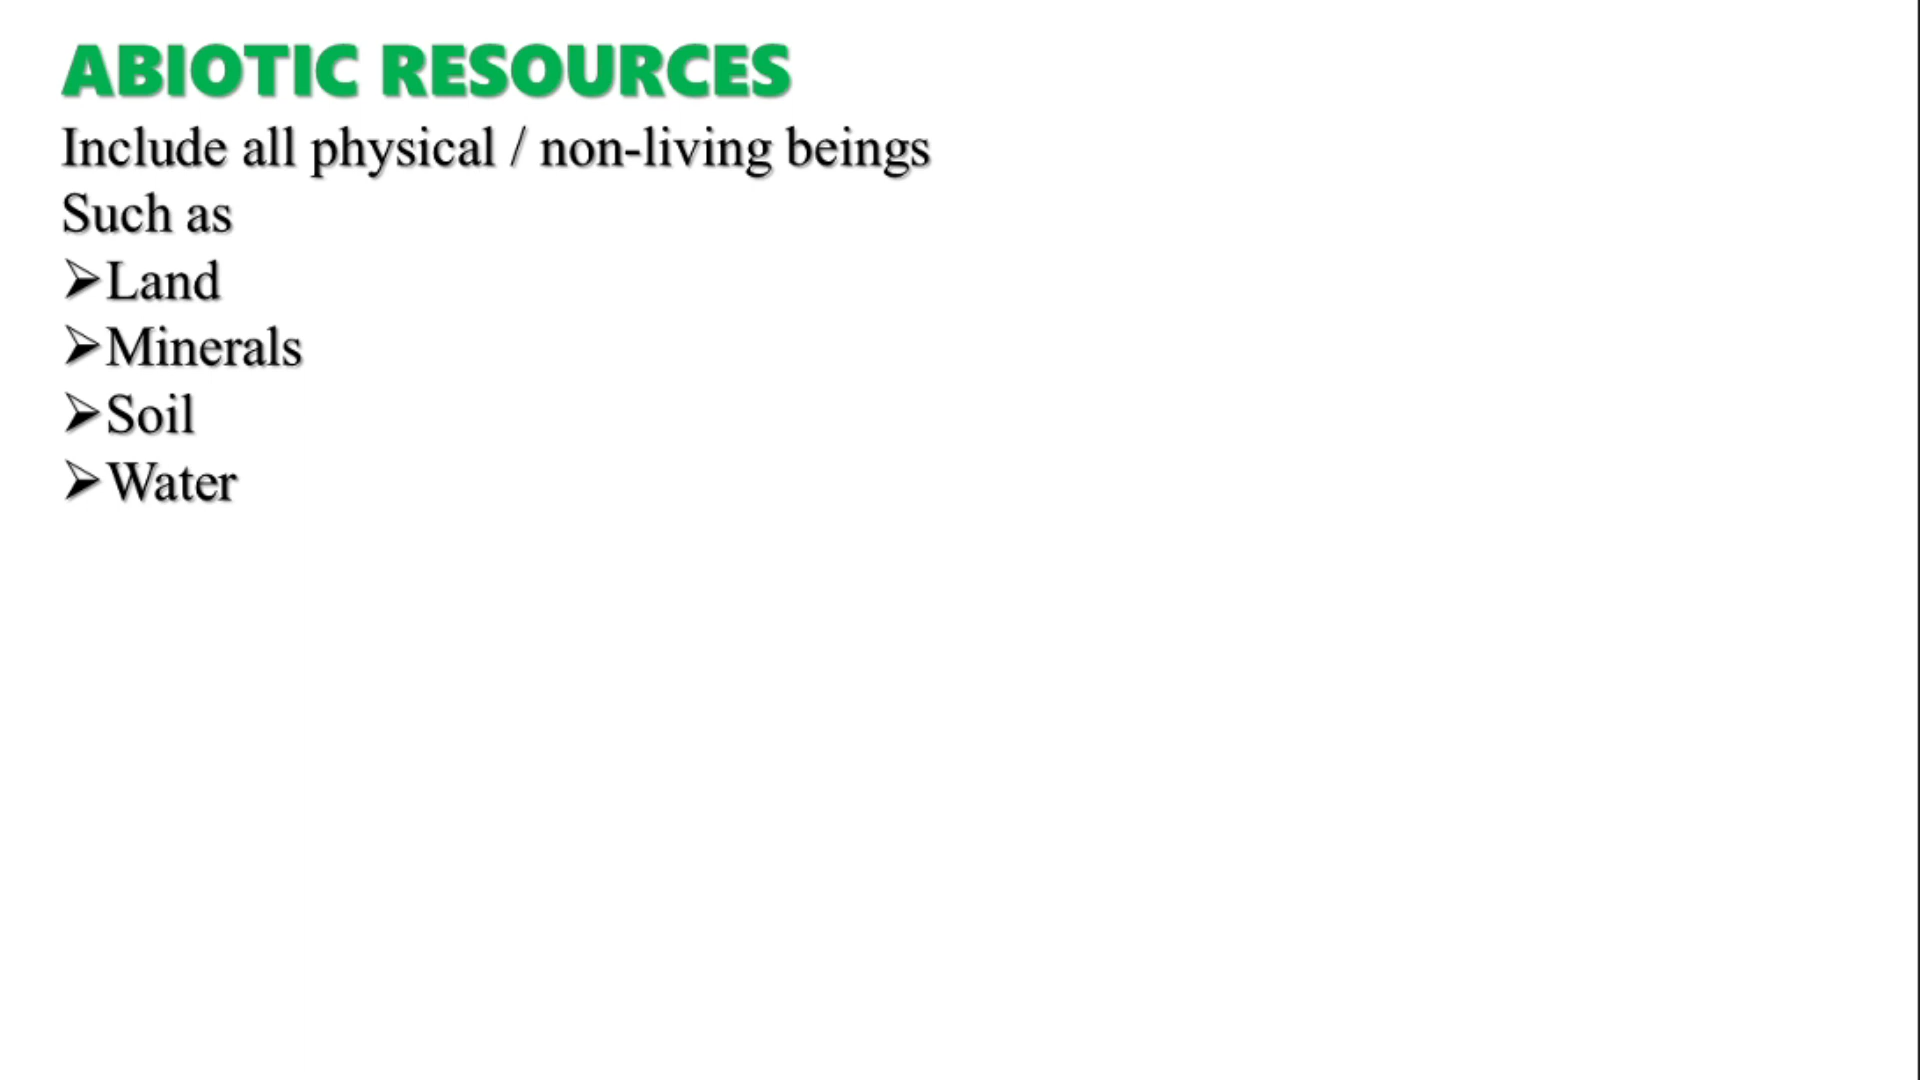 ABIOTIC RESOURCES
Include all physical / non-living beings
Such as
➢Land
➢Minerals
➢Soil
➢Water